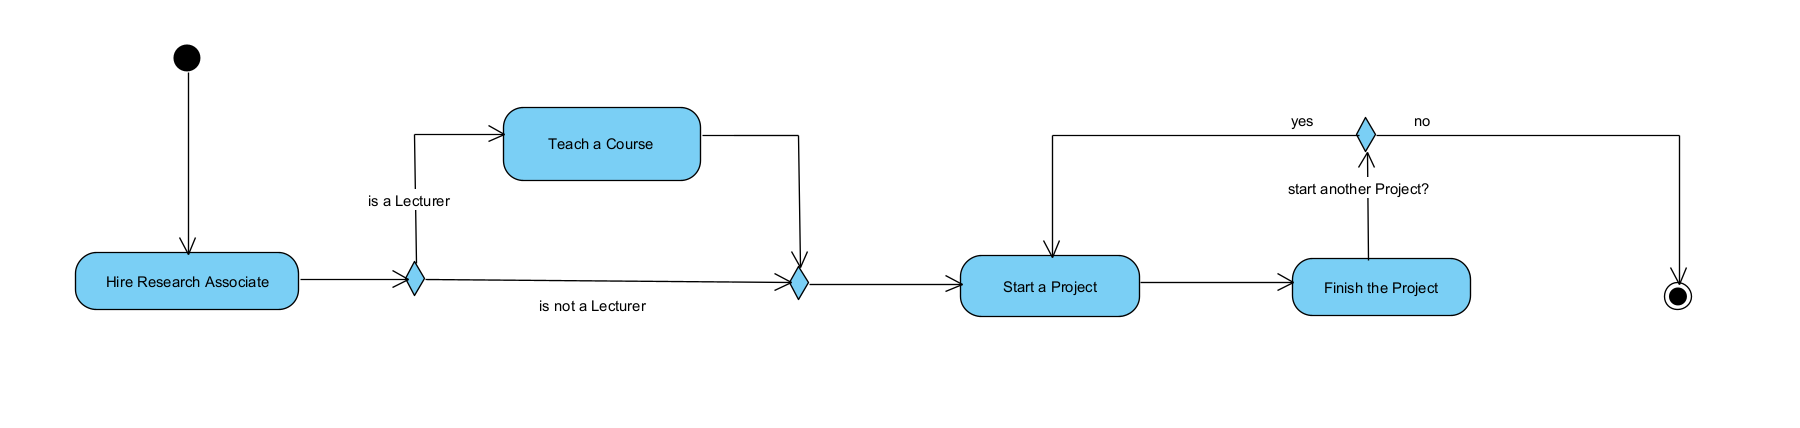 Hire Research Associate
is a Lecturer
Teach a Course
is not a Lecturer
Start a Project
Finish the Project
start another Project?
yes
no